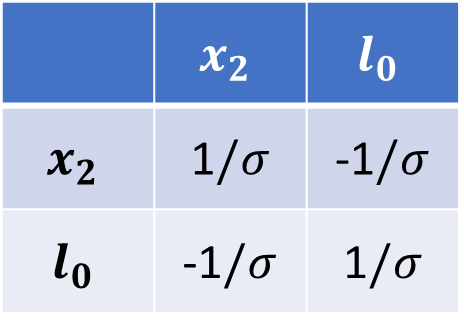 x₂ l₀
x₂ 1/σ -1/σ
l₀ -1/σ 1/σ